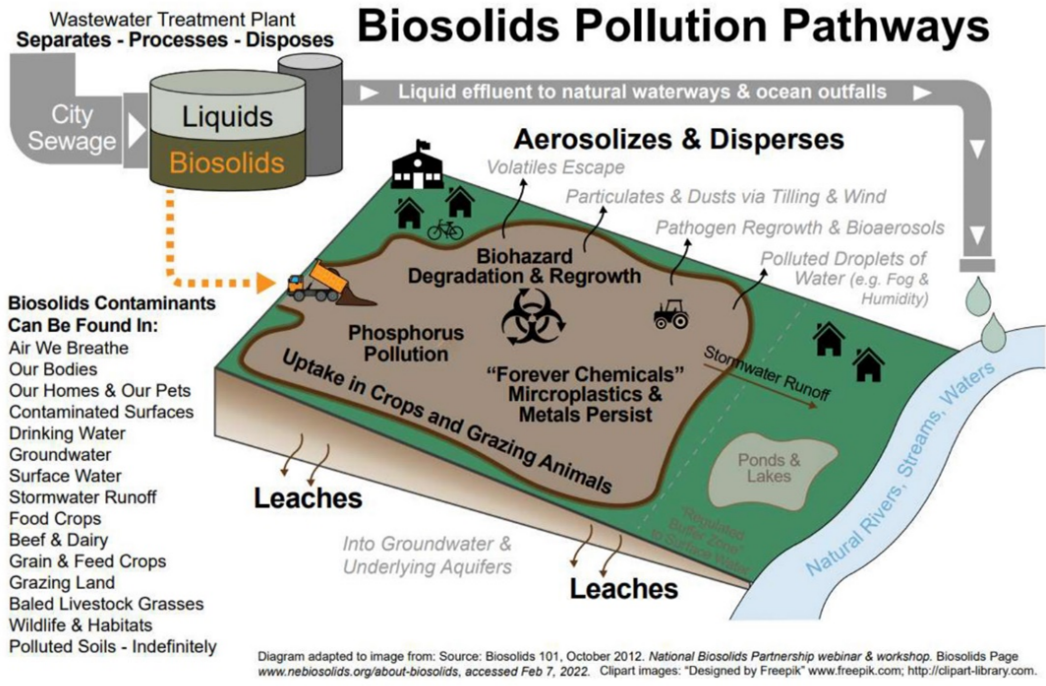 Biosolids Pollution Pathways
Wastewater Treatment Plant
Separates - Processes - Disposes
City
Sewage
Liquids
Biosolids
Liquid effluent to natural waterways & ocean outfalls
Aerosolizes & Disperses
Volatiles Escape
Particulates & Dusts via Tilling & Wind
Pathogen Regrowth & Bioaerosols
Polluted Droplets of
Water (e.g. Fog &
Humidity)
Biohazard
Degradation & Regrowth
Phosphorus
Pollution
"Forever Chemicals"
Mircroplastics &
Metals Persist
Uptake in Crops and Grazing Animals
Stormwater Runoff
Ponds &
Lakes
"Regulated
Buffer Zone"
to Surface Water
Natural Rivers, Streams, Waters
Leaches
Into Groundwater &
Underlying Aquifers
Leaches
Biosolids Contaminants
Can Be Found In:
Air We Breathe
Our Bodies
Our Homes & Our Pets
Contaminated Surfaces
Drinking Water
Groundwater
Surface Water
Stormwater Runoff
Food Crops
Beef & Dairy
Grain & Feed Crops
Grazing Land
Baled Livestock Grasses
Wildlife & Habitats
Polluted Soils - Indefinitely
Diagram adapted to image from: Source: Biosolids 101, October 2012. National Biosolids Partnership webinar & workshop. Biosolids Page
www.nebiosolids.org/about-biosolids, accessed Feb 7, 2022. Clipart images: "Designed by Freepik" www.freepik.com; http://clipart-library.com.